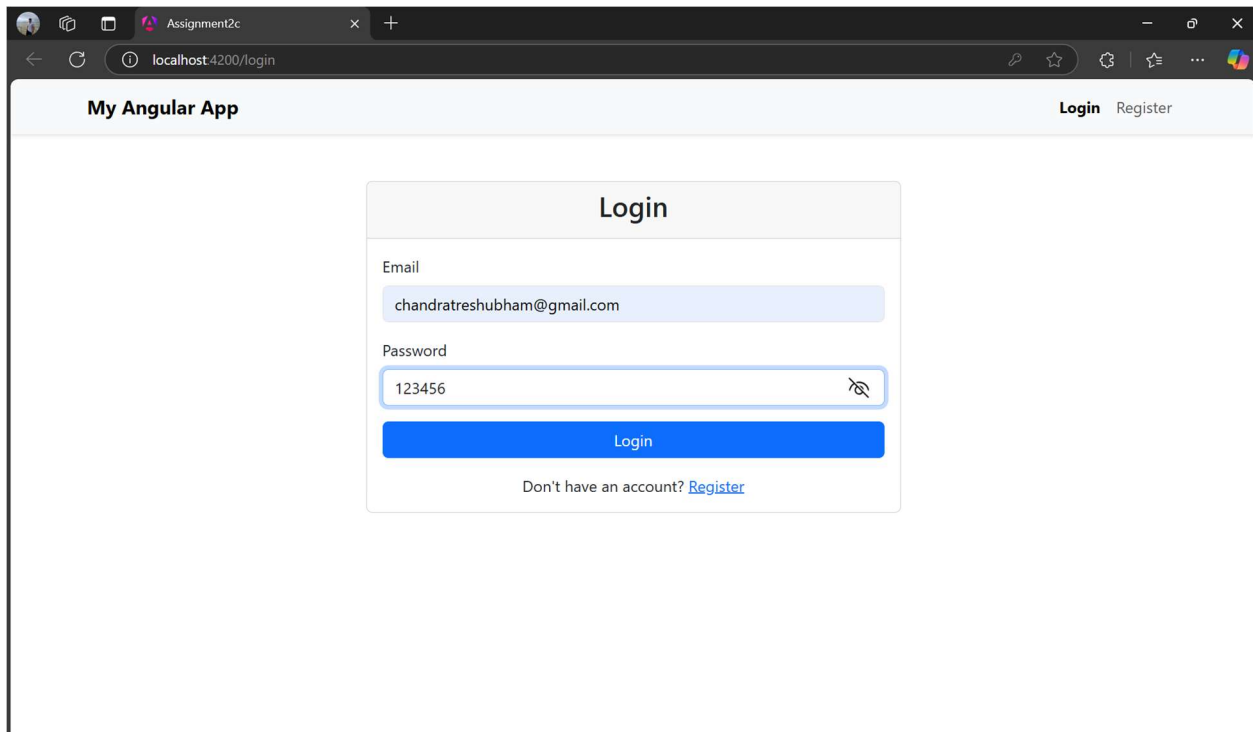 Assignment2c
localhost:4200/login
My Angular App
Login Register
Login
Email
chandratreshubham@gmail.com
Password
123456
Login
Don't have an account? Register